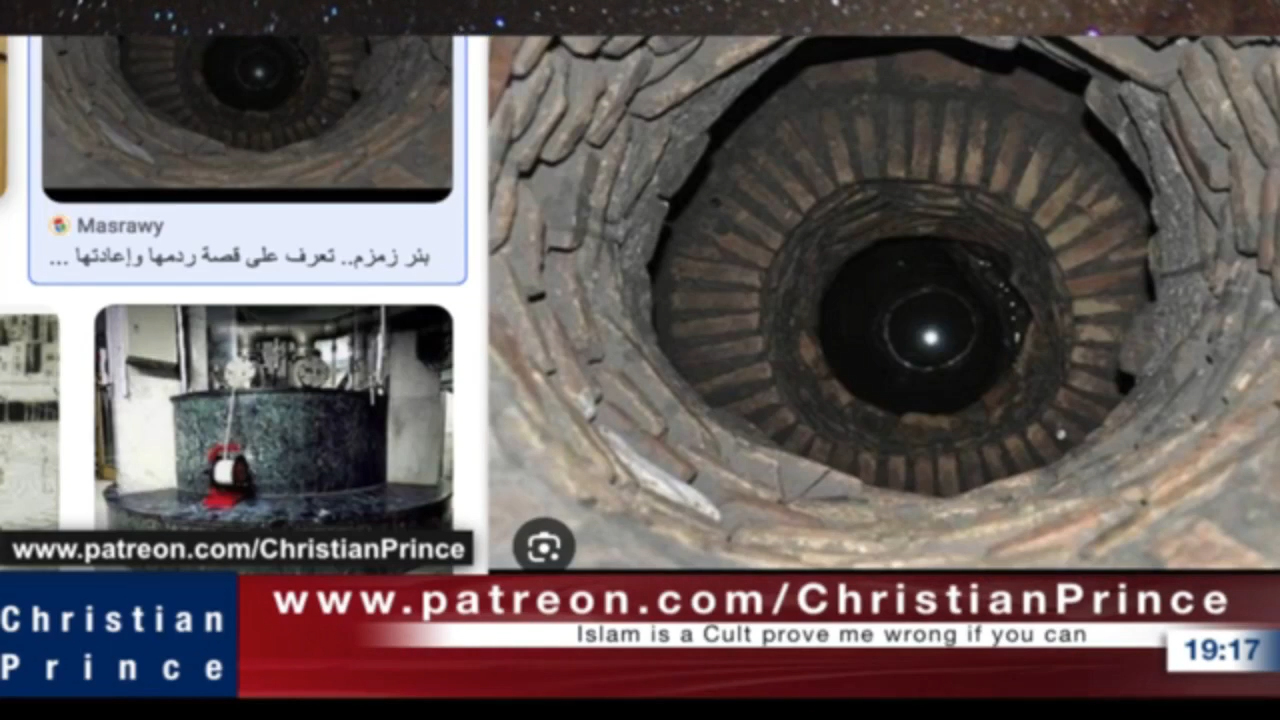 Masrawy
بئر زمزم.. تعرف على قصة ردمها وإعادتها ...
www.patreon.com/ChristianPrince
Christian
Prince
www.patreon.com/ChristianPrince
Islam is a Cult prove me wrong if you can
19:17